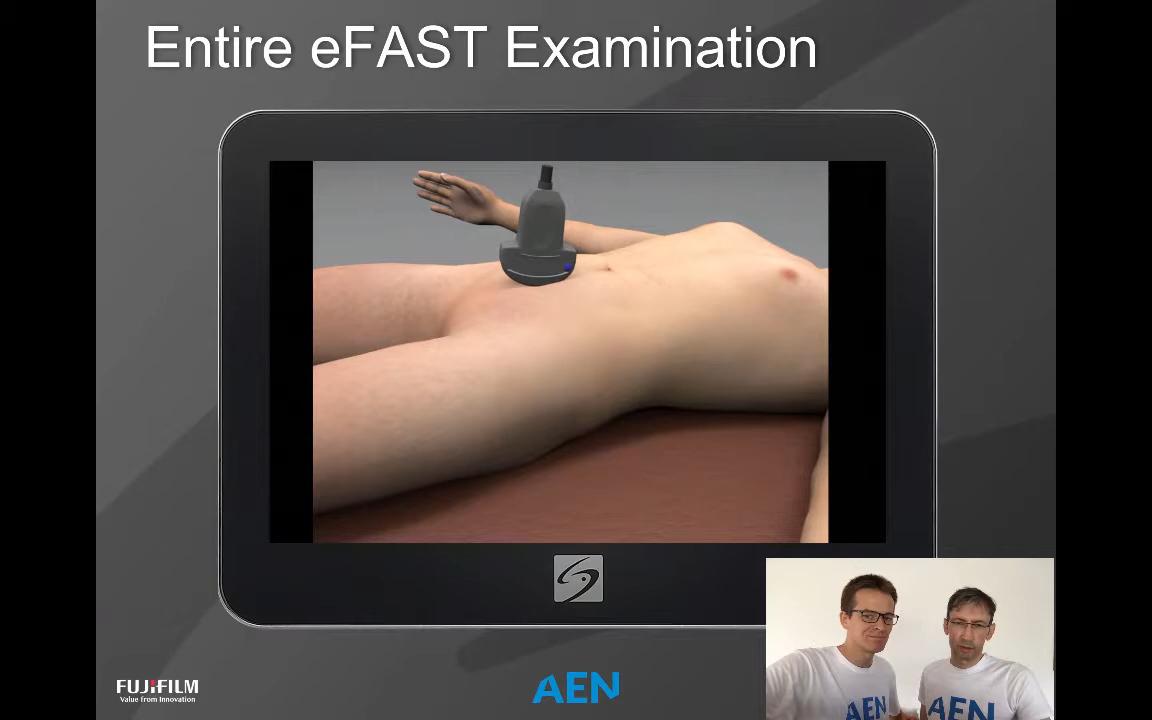 Entire eFAST Examination
FUJIFILM
Value from Innovation
AEN
AEN
AEN